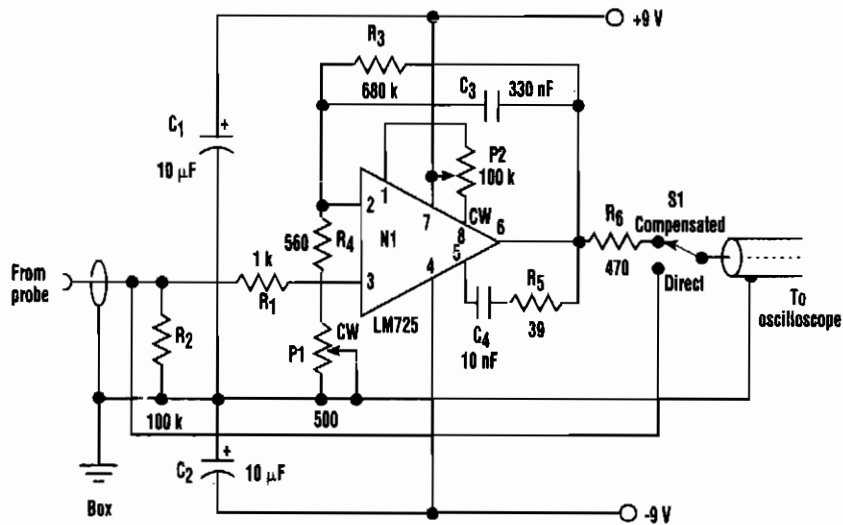 +9 V
R3
680 k
C3
330 nF
C1
+
10 µF
P2
100 k
1
2
7
CW
8
6
S1
Compensated
R6
470
Direct
560
R4
N1
From
probe
1 k
R1
3
4
5
R5
39
LM725
C4
10 nF
To
oscilloscope
R2
CW
P1
100 k
500
C2
+
10 µF
Box
-9 V